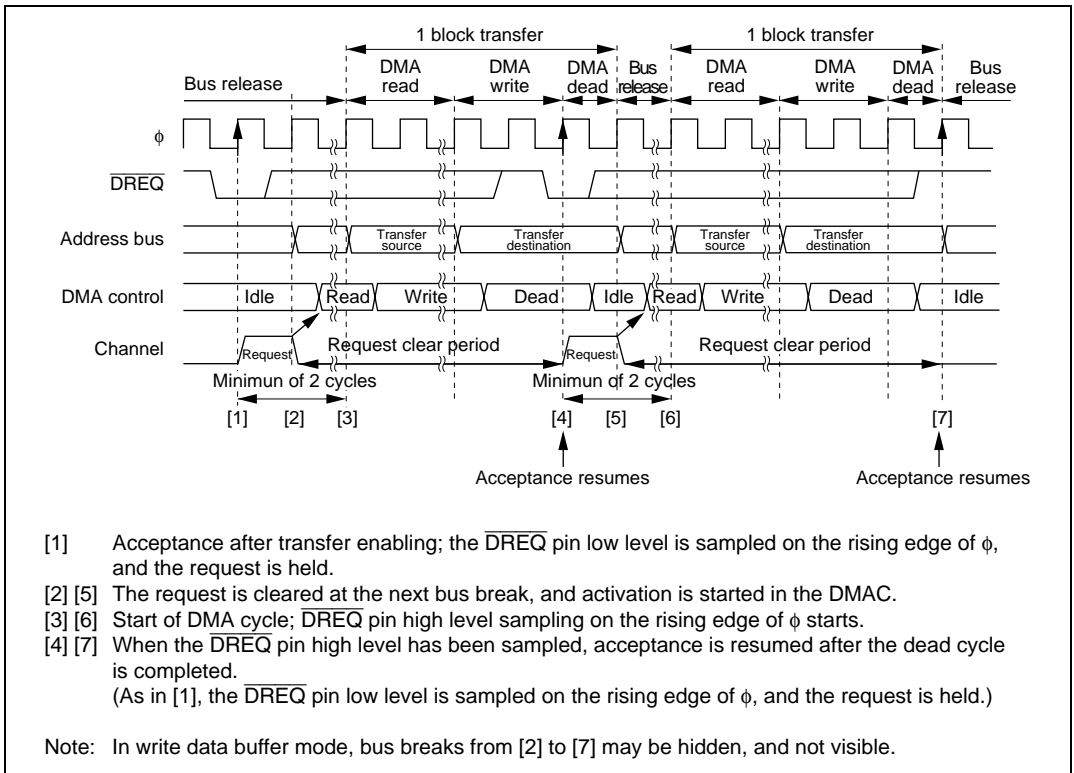 1 block transfer 1 block transfer
DMA DMA DMA Bus DMA DMA DMA Bus
Bus release read write dead release read write dead release
ϕ
DREQ
Address bus Transfer source Transfer destination Transfer source Transfer destination
DMA control Idle Read Write Dead Idle Read Write Dead Idle
Channel Request Request clear period Request Request clear period
Minimun of 2 cycles Minimun of 2 cycles
[1] [2] [3] [4] [5] [6] [7]
Acceptance resumes Acceptance resumes
[1] Acceptance after transfer enabling; the DREQ pin low level is sampled on the rising edge of ϕ,
and the request is held.
[2] [5] The request is cleared at the next bus break, and activation is started in the DMAC.
[3] [6] Start of DMA cycle; DREQ pin high level sampling on the rising edge of ϕ starts.
[4] [7] When the DREQ pin high level has been sampled, acceptance is resumed after the dead cycle
is completed.
(As in [1], the DREQ pin low level is sampled on the rising edge of ϕ, and the request is held.)
Note: In write data buffer mode, bus breaks from [2] to [7] may be hidden, and not visible.